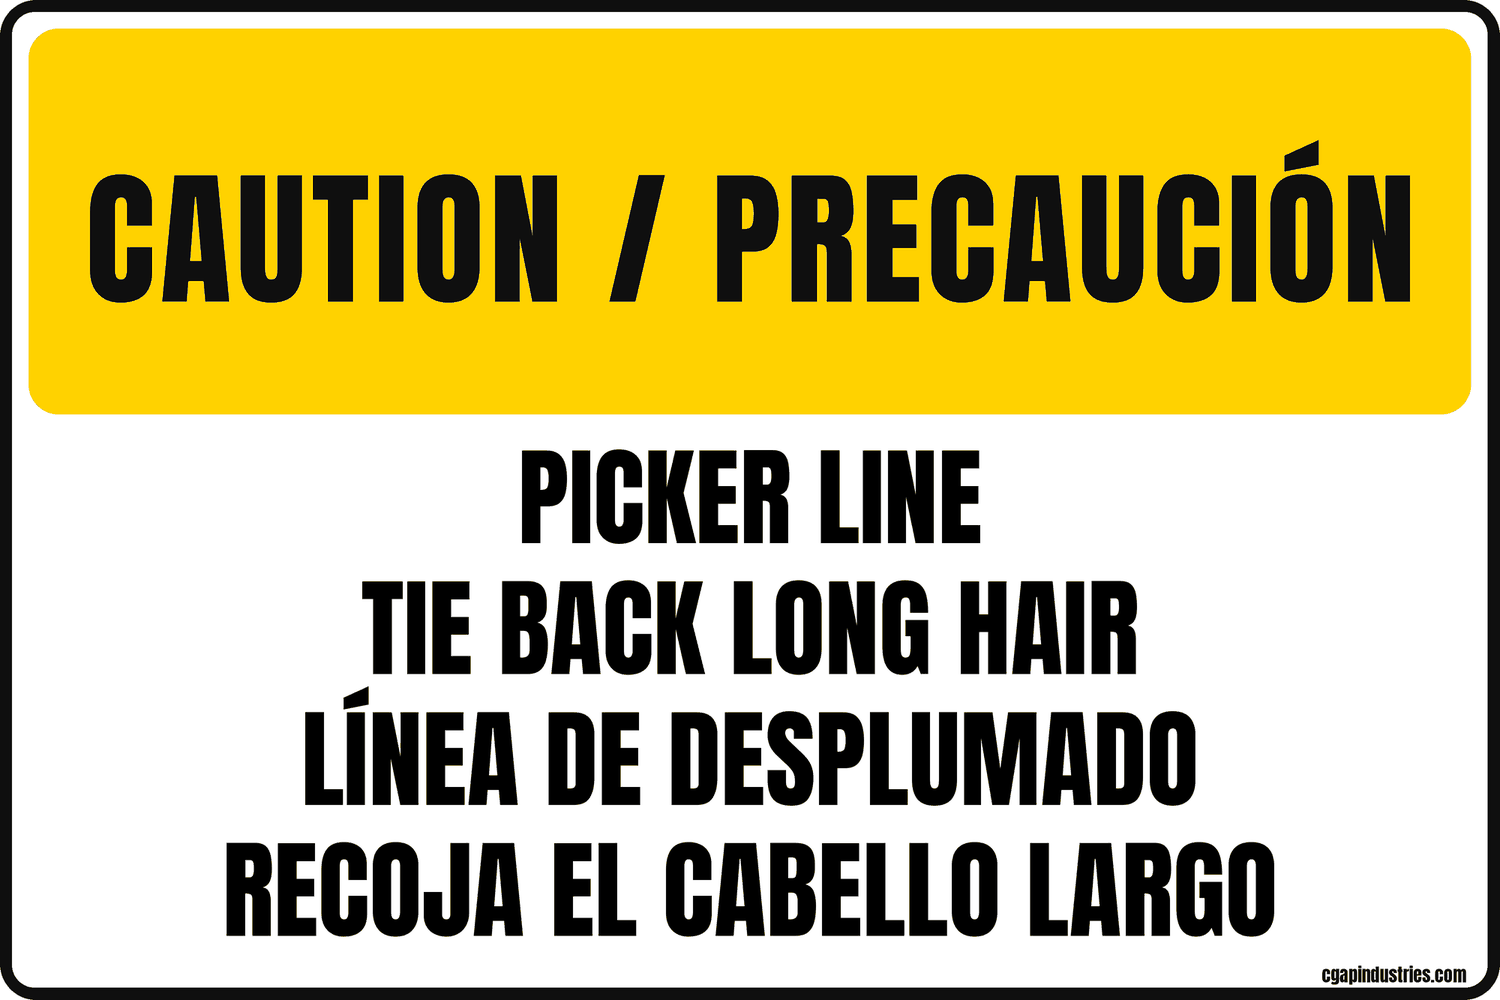 CAUTION / PRECAUCIÓN
PICKER LINE
TIE BACK LONG HAIR
LÍNEA DE DESPLUMADO
RECOJA EL CABELLO LARGO
cgapindustries.com